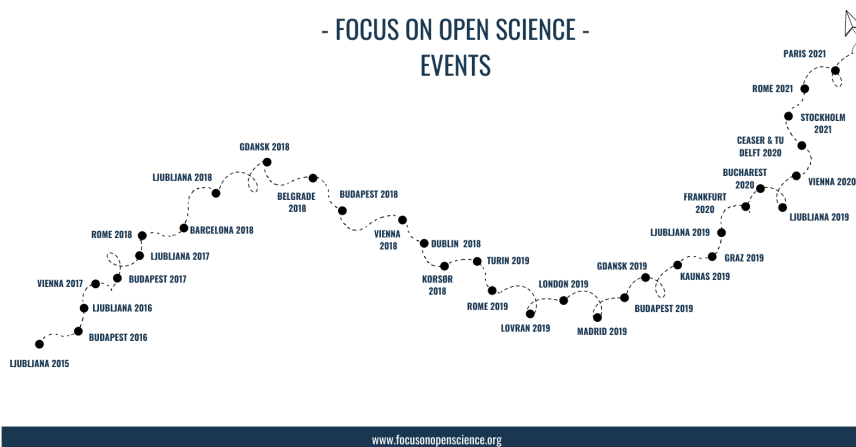 - FOCUS ON OPEN SCIENCE -
EVENTS
LJUBLJANA 2015
BUDAPEST 2016
LJUBLJANA 2016
VIENNA 2017
BUDAPEST 2017
LJUBLJANA 2017
ROME 2018
BARCELONA 2018
LJUBLJANA 2018
GDANSK 2018
BELGRADE
2018
BUDAPEST 2018
VIENNA
2018
DUBLIN 2018
KORSØR
2018
TURIN 2019
ROME 2019
LOVRAN 2019
LONDON 2019
MADRID 2019
BUDAPEST 2019
GDANSK 2019
KAUNAS 2019
GRAZ 2019
LJUBLJANA 2019
FRANKFURT
2020
BUCHAREST
2020
LJUBLJANA 2019
VIENNA 2020
CEASER & TU
DELFT 2020
STOCKHOLM
2021
ROME 2021
PARIS 2021
www.focusonopenscience.org